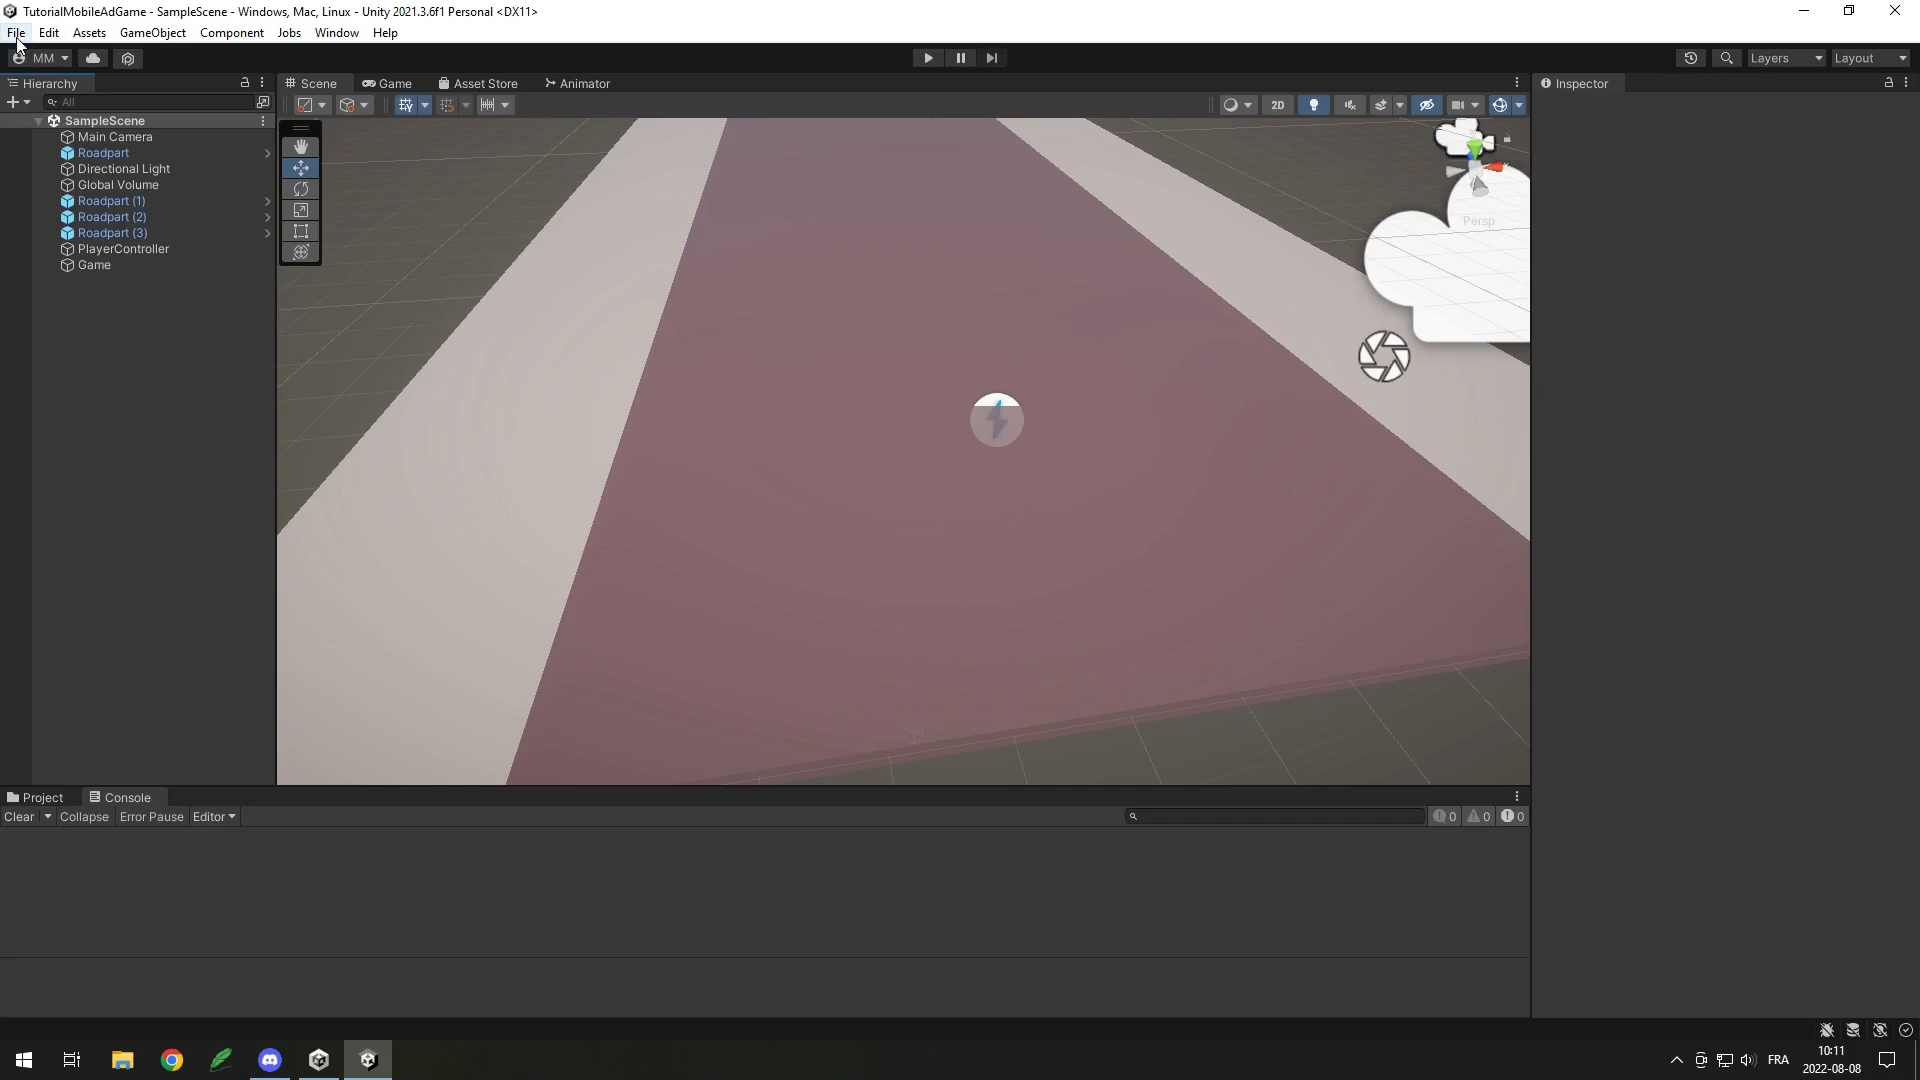 TutorialMobileAdGame - SampleScene - Windows, Mac, Linux - Unity 2021.3.6f1 Personal <DX11>
File Edit Assets GameObject Component Jobs Window Help
MM Layers Layout
Hierarchy Scene Game Asset Store Animator Inspector
All 2D
SampleScene
Main Camera
Roadpart
Directional Light
Global Volume
Roadpart (1)
Roadpart (2)
Roadpart (3)
PlayerController
Game
Persp
Project Console
Clear Collapse Error Pause Editor 0 0 0
FRA
10:11
2022-08-08